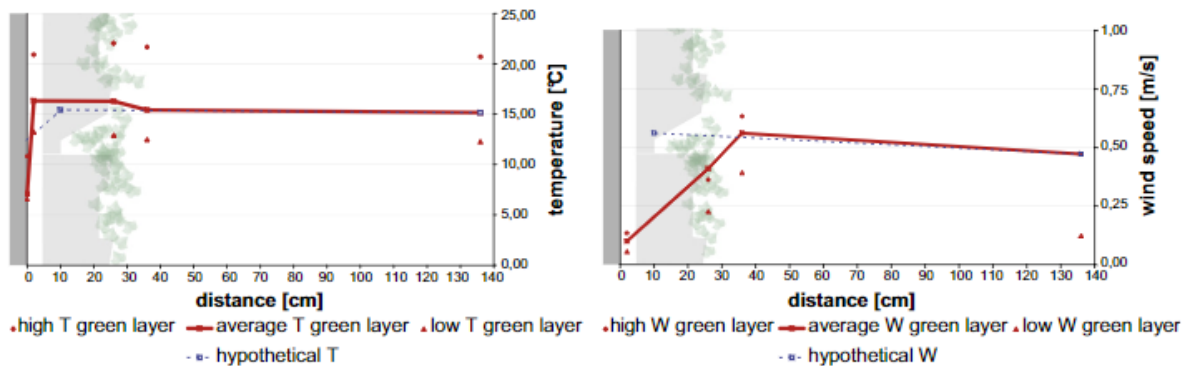 25,00
20,00
15,00
10,00
5,00
0,00
temperature [℃]
0 10 20 30 40 50 60 70 80 90 100 110 120 130 140
distance [cm]
high T green layer average T green layer low T green layer
hypothetical T
1,00
0,75
0,50
0,25
0,00
wind speed [m/s]
0 10 20 30 40 50 60 70 80 90 100 110 120 130 140
distance [cm]
high W green layer average W green layer low W green layer
hypothetical W